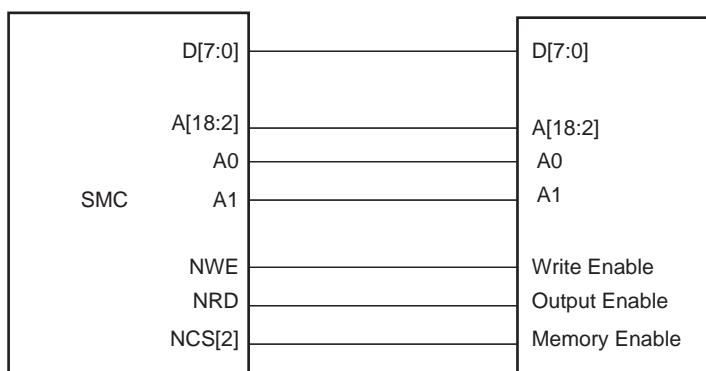 D[7:0] D[7:0]
A[18:2] A[18:2]
A0 A0
SMC A1 A1
NWE Write Enable
NRD Output Enable
NCS[2] Memory Enable